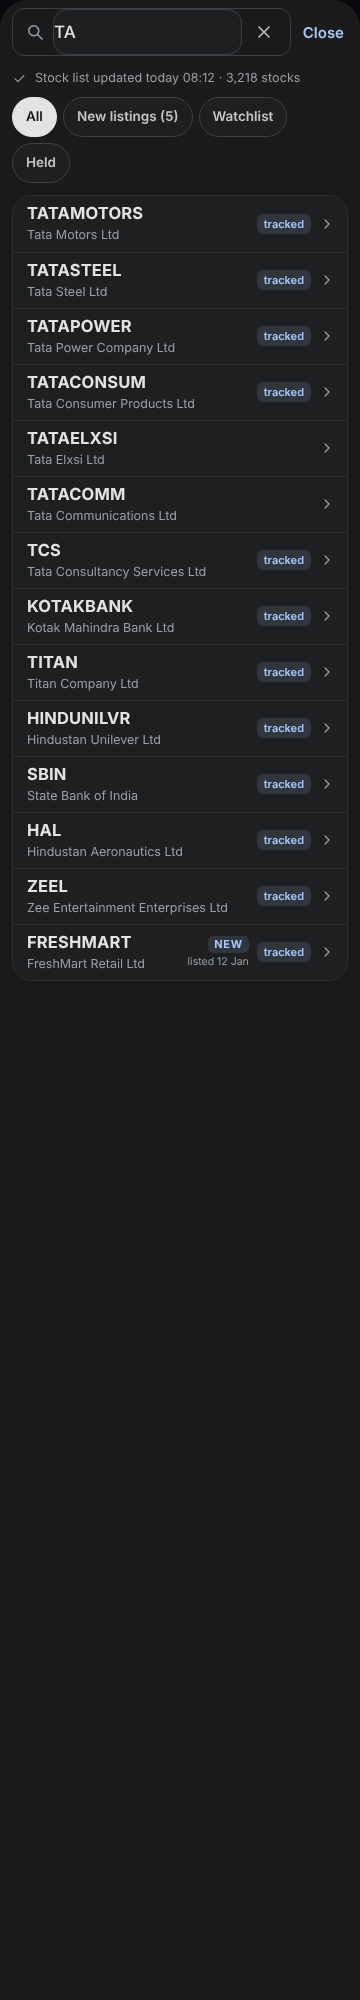 TA
Close
Stock list updated today 08:12 · 3,218 stocks
All
New listings (5)
Watchlist
Held
TATAMOTORS
Tata Motors Ltd
tracked
TATASTEEL
Tata Steel Ltd
tracked
TATAPOWER
Tata Power Company Ltd
tracked
TATACONSUM
Tata Consumer Products Ltd
tracked
TATAELXSI
Tata Elxsi Ltd
TATACOMM
Tata Communications Ltd
TCS
Tata Consultancy Services Ltd
tracked
KOTAKBANK
Kotak Mahindra Bank Ltd
tracked
TITAN
Titan Company Ltd
tracked
HINDUNILVR
Hindustan Unilever Ltd
tracked
SBIN
State Bank of India
tracked
HAL
Hindustan Aeronautics Ltd
tracked
ZEEL
Zee Entertainment Enterprises Ltd
tracked
FRESHMART
FreshMart Retail Ltd
NEW
listed 12 Jan
tracked